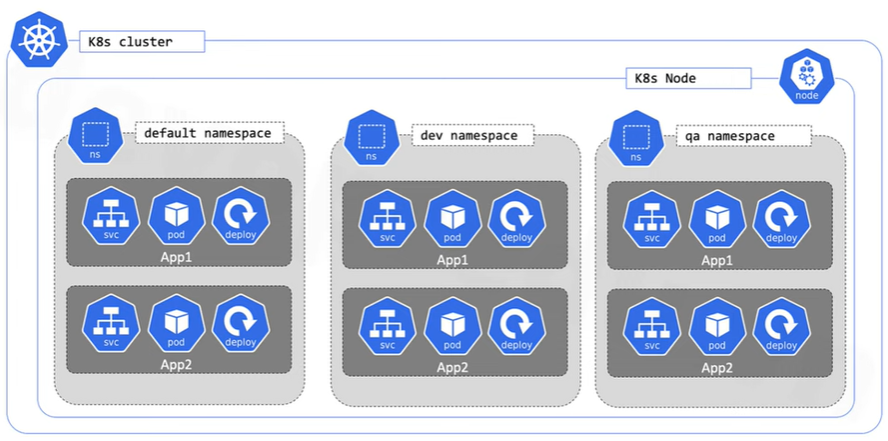 K8s cluster
K8s Node
node
default namespace
ns
svc pod deploy
App1
svc pod deploy
App2
dev namespace
ns
svc pod deploy
App1
svc pod deploy
App2
qa namespace
ns
svc pod deploy
App1
svc pod deploy
App2